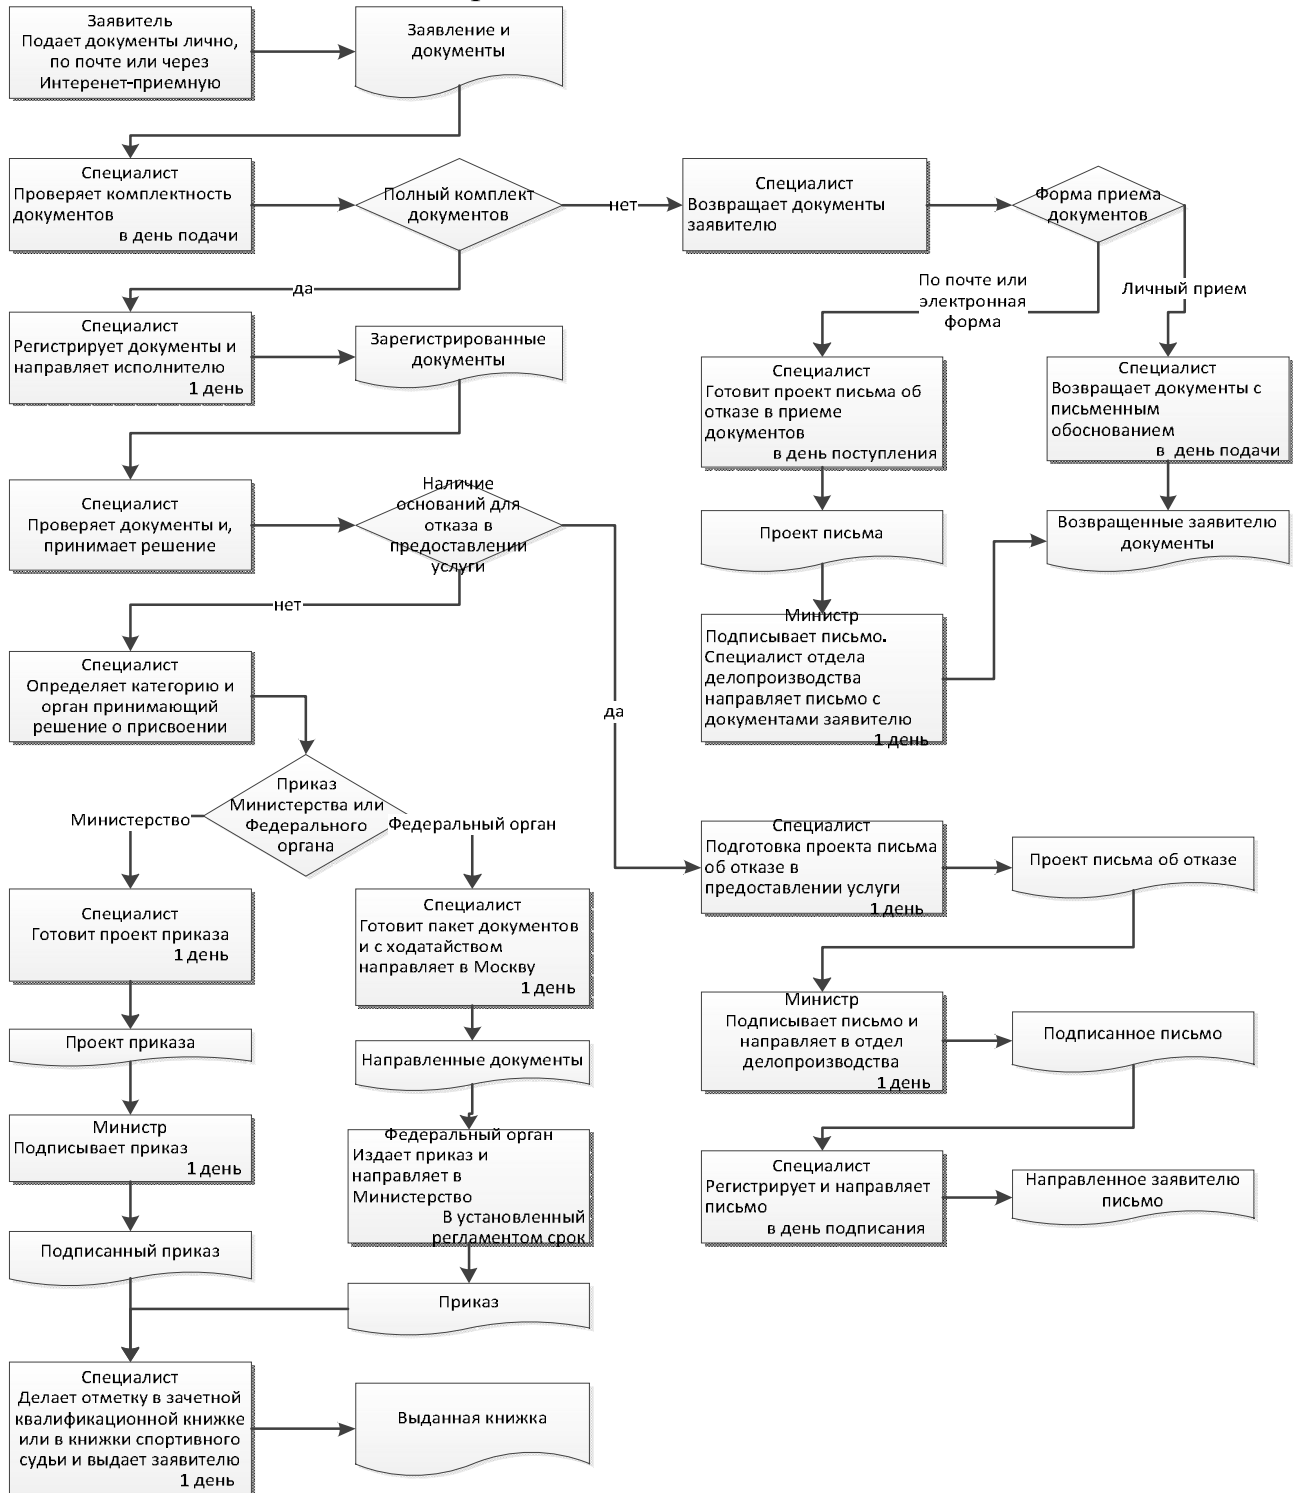 Заявитель
Подает документы лично,
по почте или через
Интеренет-приемную
Заявление и
документы
Специалист
Проверяет комплектность
документов
в день подачи
Полный комплект
документов
нет
Специалист
Возвращает документы
заявителю
Форма приема
документов
да
По почте или
электронная
форма
Личный прием
Специалист
Регистрирует документы и
направляет исполнителю
1 день
Зарегистрированные
документы
Специалист
Готовит проект письма об
отказе в приеме
документов
в день поступления
Специалист
Возвращает документы с
письменным
обоснованием
в день подачи
Специалист
Проверяет документы и,
принимает решение
Наличие
оснований для
отказа в
предоставлении
услуги
Проект письма
Возвращенные заявителю
документы
нет
да
Министр
Подписывает письмо.
Специалист отдела
делопроизводства
направляет письмо с
документами заявителю
1 день
Специалист
Определяет категорию и
орган принимающий
решение о присвоении
Приказ
Министерства или
Федерального
органа
Министерство
Федеральный орган
Специалист
Подготовка проекта письма
об отказе в
предоставлении услуги
1 день
Проект письма об отказе
Специалист
Готовит проект приказа
1 день
Специалист
Готовит пакет документов
и с ходатайством
направляет в Москву
1 день
Министр
Подписывает письмо и
направляет в отдел
делопроизводства
1 день
Подписанное письмо
Проект приказа
Направленные документы
Министр
Подписывает приказ
1 день
Федеральный орган
Издает приказ и
направляет в
Министерство
В установленный
регламентом срок
Специалист
Регистрирует и направляет
письмо
в день подписания
Направленное заявителю
письмо
Подписанный приказ
Приказ
Специалист
Делает отметку в зачетной
квалификационной книжке
или в книжки спортивного
судьи и выдает заявителю
1 день
Выданная книжка